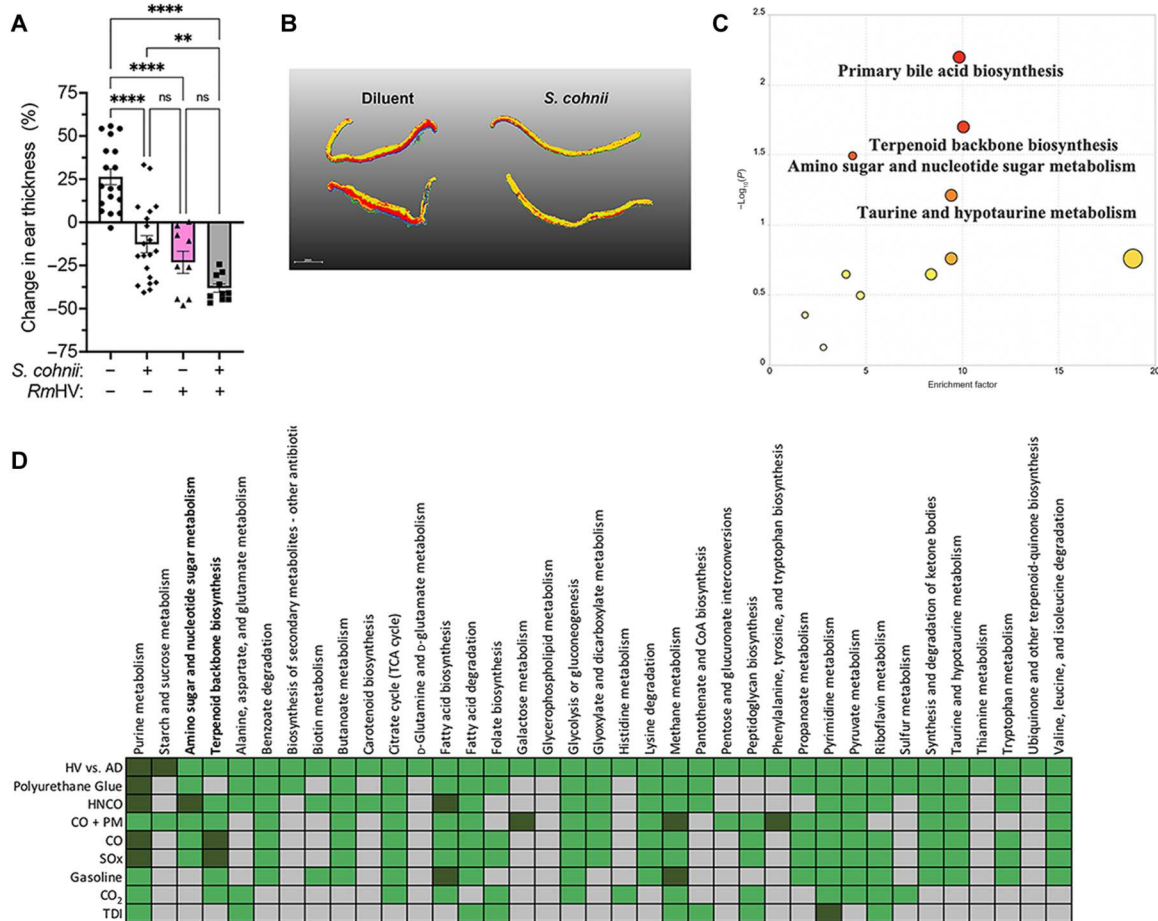 A
****
**
****
****
ns
ns
75
50
25
0
−25
−50
−75
Change in ear thickness (%)
S. cohnii:
−
+
−
+
RmHV:
−
−
+
+
B
Diluent
S. cohnii
C
2.5
2
1.5
1
0.5
0
−Log10(P)
Primary bile acid biosynthesis
Terpenoid backbone biosynthesis
Amino sugar and nucleotide sugar metabolism
Taurine and hypotaurine metabolism
5
10
15
20
Enrichment factor
D
Purine metabolism
Starch and sucrose metabolism
Amino sugar and nucleotide sugar metabolism
Terpenoid backbone biosynthesis
Alanine, aspartate, and glutamate metabolism
Benzoate degradation
Biosynthesis of secondary metabolites - other antibiotic
Biotin metabolism
Butanoate metabolism
Carotenoid biosynthesis
Citrate cycle (TCA cycle)
D-Glutamine and D-glutamate metabolism
Fatty acid biosynthesis
Fatty acid degradation
Folate biosynthesis
Galactose metabolism
Glycerophospholipid metabolism
Glycolysis or gluconeogenesis
Glyoxylate and dicarboxylate metabolism
Histidine metabolism
Lysine degradation
Methane metabolism
Pantothenate and CoA biosynthesis
Pentose and glucuronate interconversions
Peptidoglycan biosynthesis
Phenylalanine, tyrosine, and tryptophan biosynthesis
Propanoate metabolism
Pyrimidine metabolism
Pyruvate metabolism
Riboflavin metabolism
Sulfur metabolism
Synthesis and degradation of ketone bodies
Taurine and hypotaurine metabolism
Thiamine metabolism
Tryptophan metabolism
Ubiquinone and other terpenoid-quinone biosynthesis
Valine, leucine, and isoleucine degradation
HV vs. AD
Polyurethane Glue
HNCO
CO + PM
CO
SOx
Gasoline
CO2
TDI